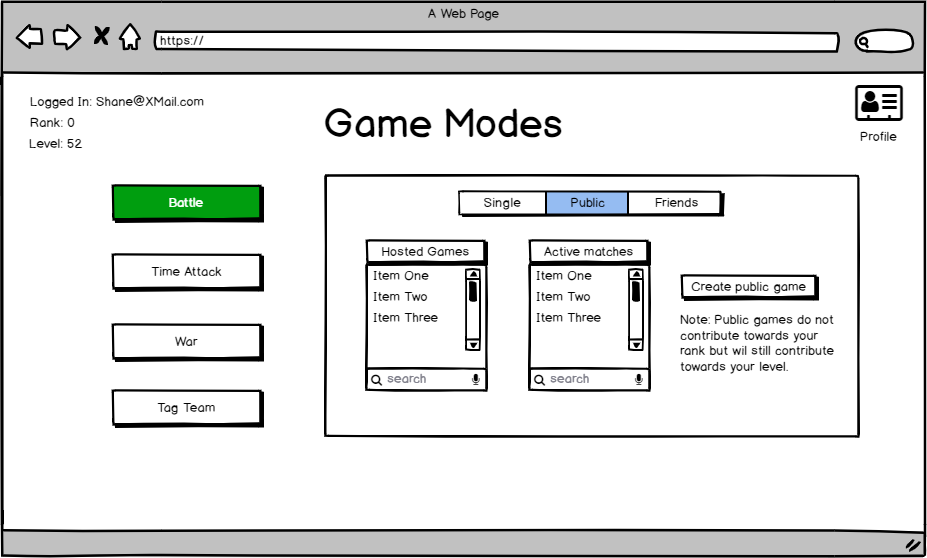 A Web Page
https://
Logged In: Shane@XMail.com
Rank: 0
Level: 52
Game Modes
Profile
Battle
Time Attack
War
Tag Team
Single
Public
Friends
Hosted Games
Item One
Item Two
Item Three
search
Active matches
Item One
Item Two
Item Three
search
Create public game
Note: Public games do not
contribute towards your
rank but wil still contribute
towards your level.